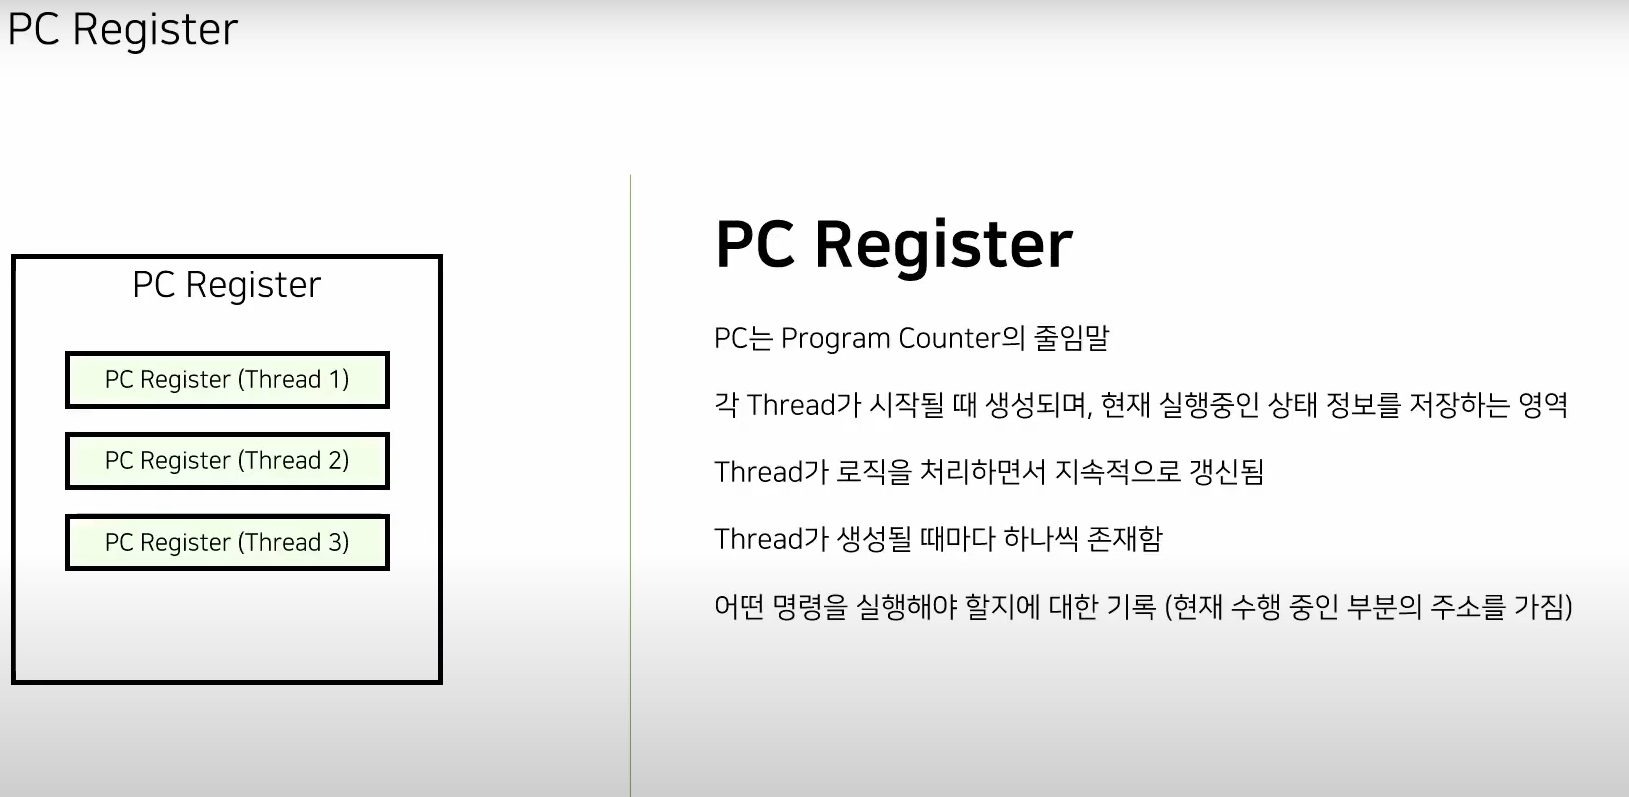 PC Register
PC Register
PC Register (Thread 1)
PC Register (Thread 2)
PC Register (Thread 3)
PC Register
PC는 Program Counter의 줄임말
각 Thread가 시작될 때 생성되며, 현재 실행중인 상태 정보를 저장하는 영역
Thread가 로직을 처리하면서 지속적으로 갱신됨
Thread가 생성될 때마다 하나씩 존재함
어떤 명령을 실행해야 할지에 대한 기록 (현재 수행 중인 부분의 주소를 가짐)